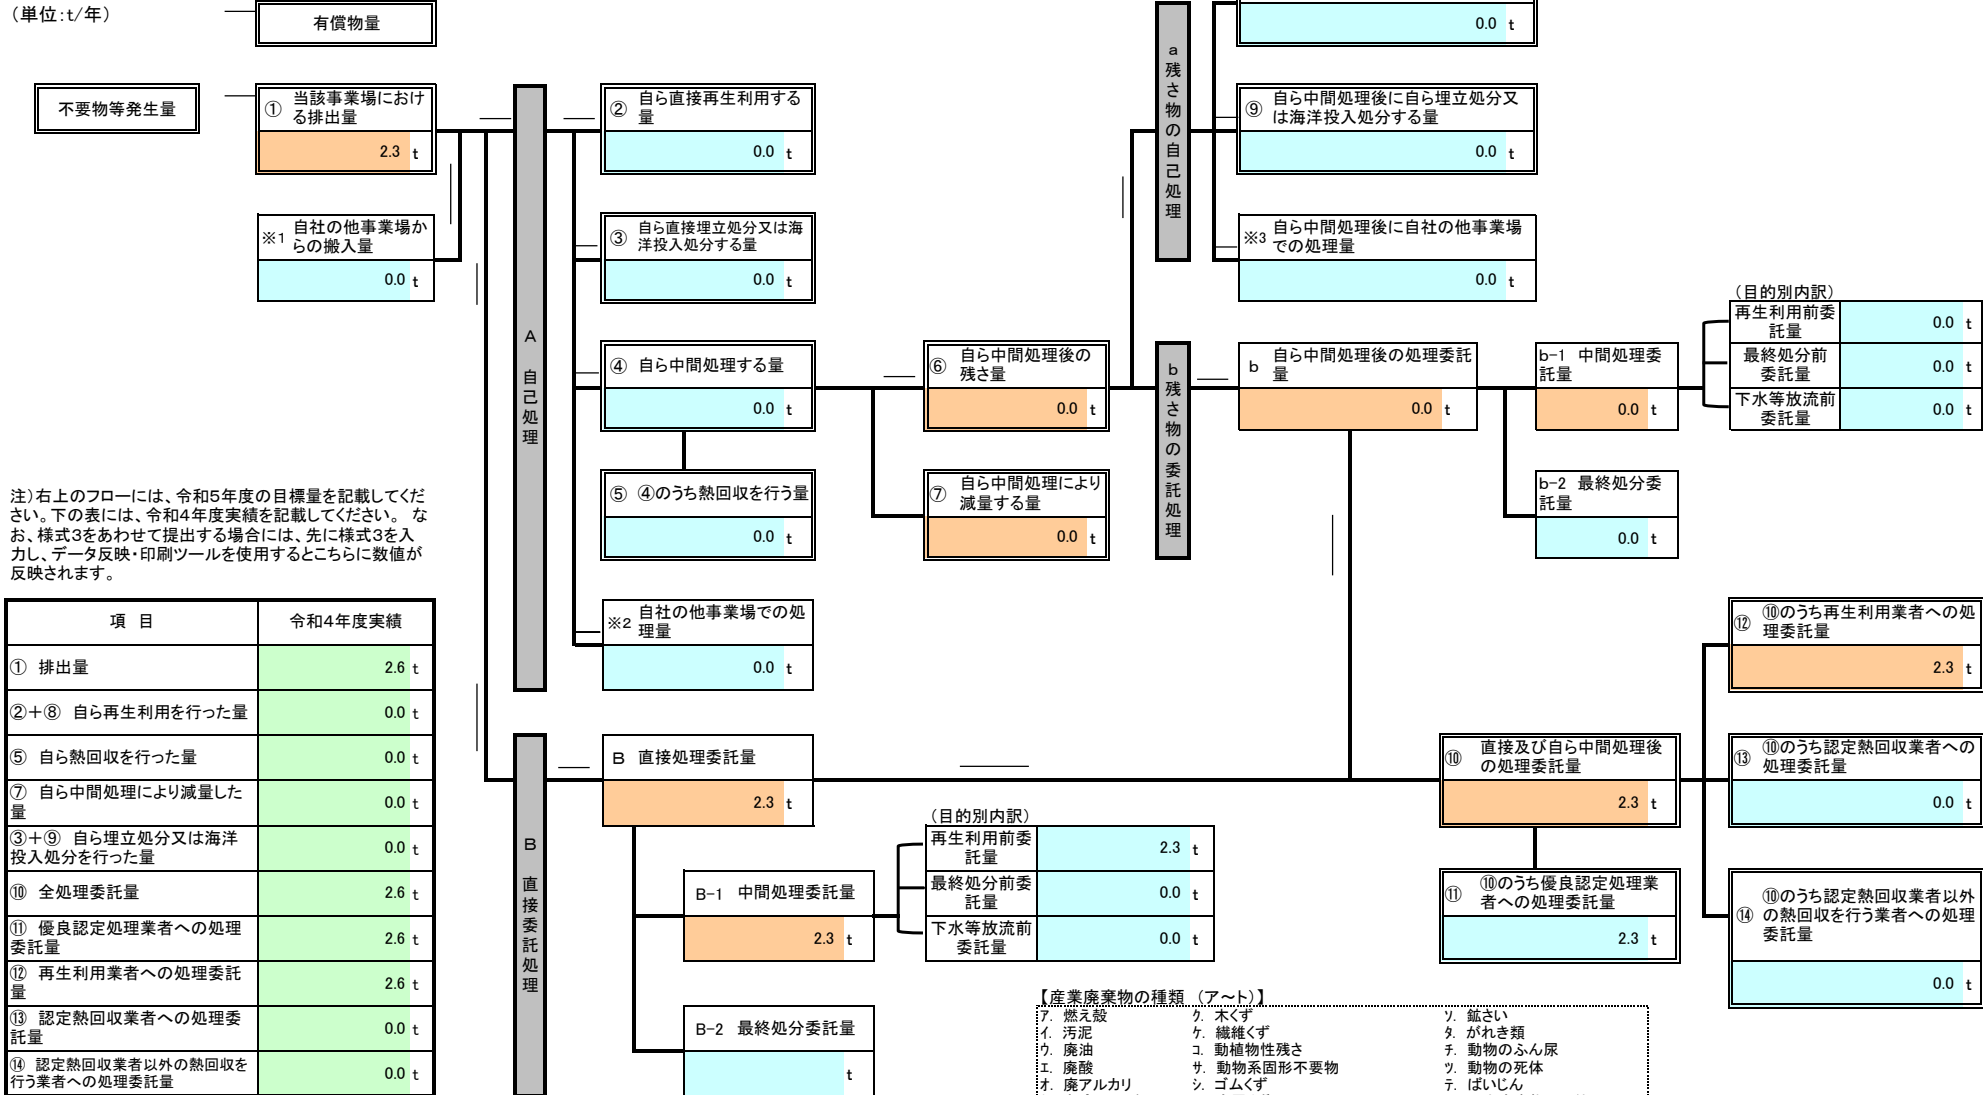 (単位:t/年)
有償物量
不要物等発生量
① 当該事業場におけ
る排出量
2.3 t
※1 自社の他事業場か
らの搬入量
0.0 t
A 自己処理
② 自ら直接再生利用する
量
0.0 t
③ 自ら直接埋立処分又は海
洋投入処分する量
0.0 t
④ 自ら中間処理する量
0.0 t
⑤ ④のうち熱回収を行う量
0.0 t
※2 自社の他事業場での処
理量
0.0 t
⑥ 自ら中間処理後の
残さ量
0.0 t
⑦ 自ら中間処理により
減量する量
0.0 t
a残さ物の自己処理
0.0 t
⑨ 自ら中間処理後に自ら埋立処分又
は海洋投入処分する量
0.0 t
※3 自ら中間処理後に自社の他事業場
での処理量
0.0 t
b残さ物の委託処理
b 自ら中間処理後の処理委託
量
0.0 t
b-1 中間処理委
託量
0.0 t
b-2 最終処分委
託量
0.0 t
(目的別内訳)
再生利用前委
託量
0.0 t
最終処分前
委託量
0.0 t
下水等放流前
委託量
0.0 t
注)右上のフローには、令和5年度の目標量を記載してくだ
さい。下の表には、令和4年度実績を記載してください。 な
お、様式3をあわせて提出する場合には、先に様式3を入
力し、データ反映・印刷ツールを使用するとこちらに数値が
反映されます。
項 目 令和4年度実績
① 排出量 2.6 t
②+⑧ 自ら再生利用を行った量 0.0 t
⑤ 自ら熱回収を行った量 0.0 t
⑦ 自ら中間処理により減量した
量 0.0 t
③+⑨ 自ら埋立処分又は海洋
投入処分を行った量 0.0 t
⑩ 全処理委託量 2.6 t
⑪ 優良認定処理業者への処理
委託量 2.6 t
⑫ 再生利用業者への処理委託
量 2.6 t
⑬ 認定熱回収業者への処理委
託量 0.0 t
⑭ 認定熱回収業者以外の熱回収を
行う業者への処理委託量 0.0 t
B 直接委託処理
B 直接処理委託量
2.3 t
B-1 中間処理委託量
2.3 t
B-2 最終処分委託量
t
(目的別内訳)
再生利用前委
託量
2.3 t
最終処分前委
託量
0.0 t
下水等放流前
委託量
0.0 t
⑩ 直接及び自ら中間処理後
の処理委託量
2.3 t
⑪ ⑩のうち優良認定処理業
者への処理委託量
2.3 t
⑫ ⑩のうち再生利用業者への処
理委託量
2.3 t
⑬ ⑩のうち認定熱回収業者への
処理委託量
0.0 t
⑭ ⑩のうち認定熱回収業者以外
の熱回収を行う業者への処理
委託量
0.0 t
【産業廃棄物の種類 (ア~ト)】
ア. 燃え殻 ク. 木くず ソ. 鉱さい
イ. 汚泥 ケ. 繊維くず タ. がれき類
ウ. 廃油 コ. 動植物性残さ チ. 動物のふん尿
エ. 廃酸 サ. 動物系固形不要物 ツ. 動物の死体
オ. 廃アルカリ シ. ゴムくず テ. ばいじん